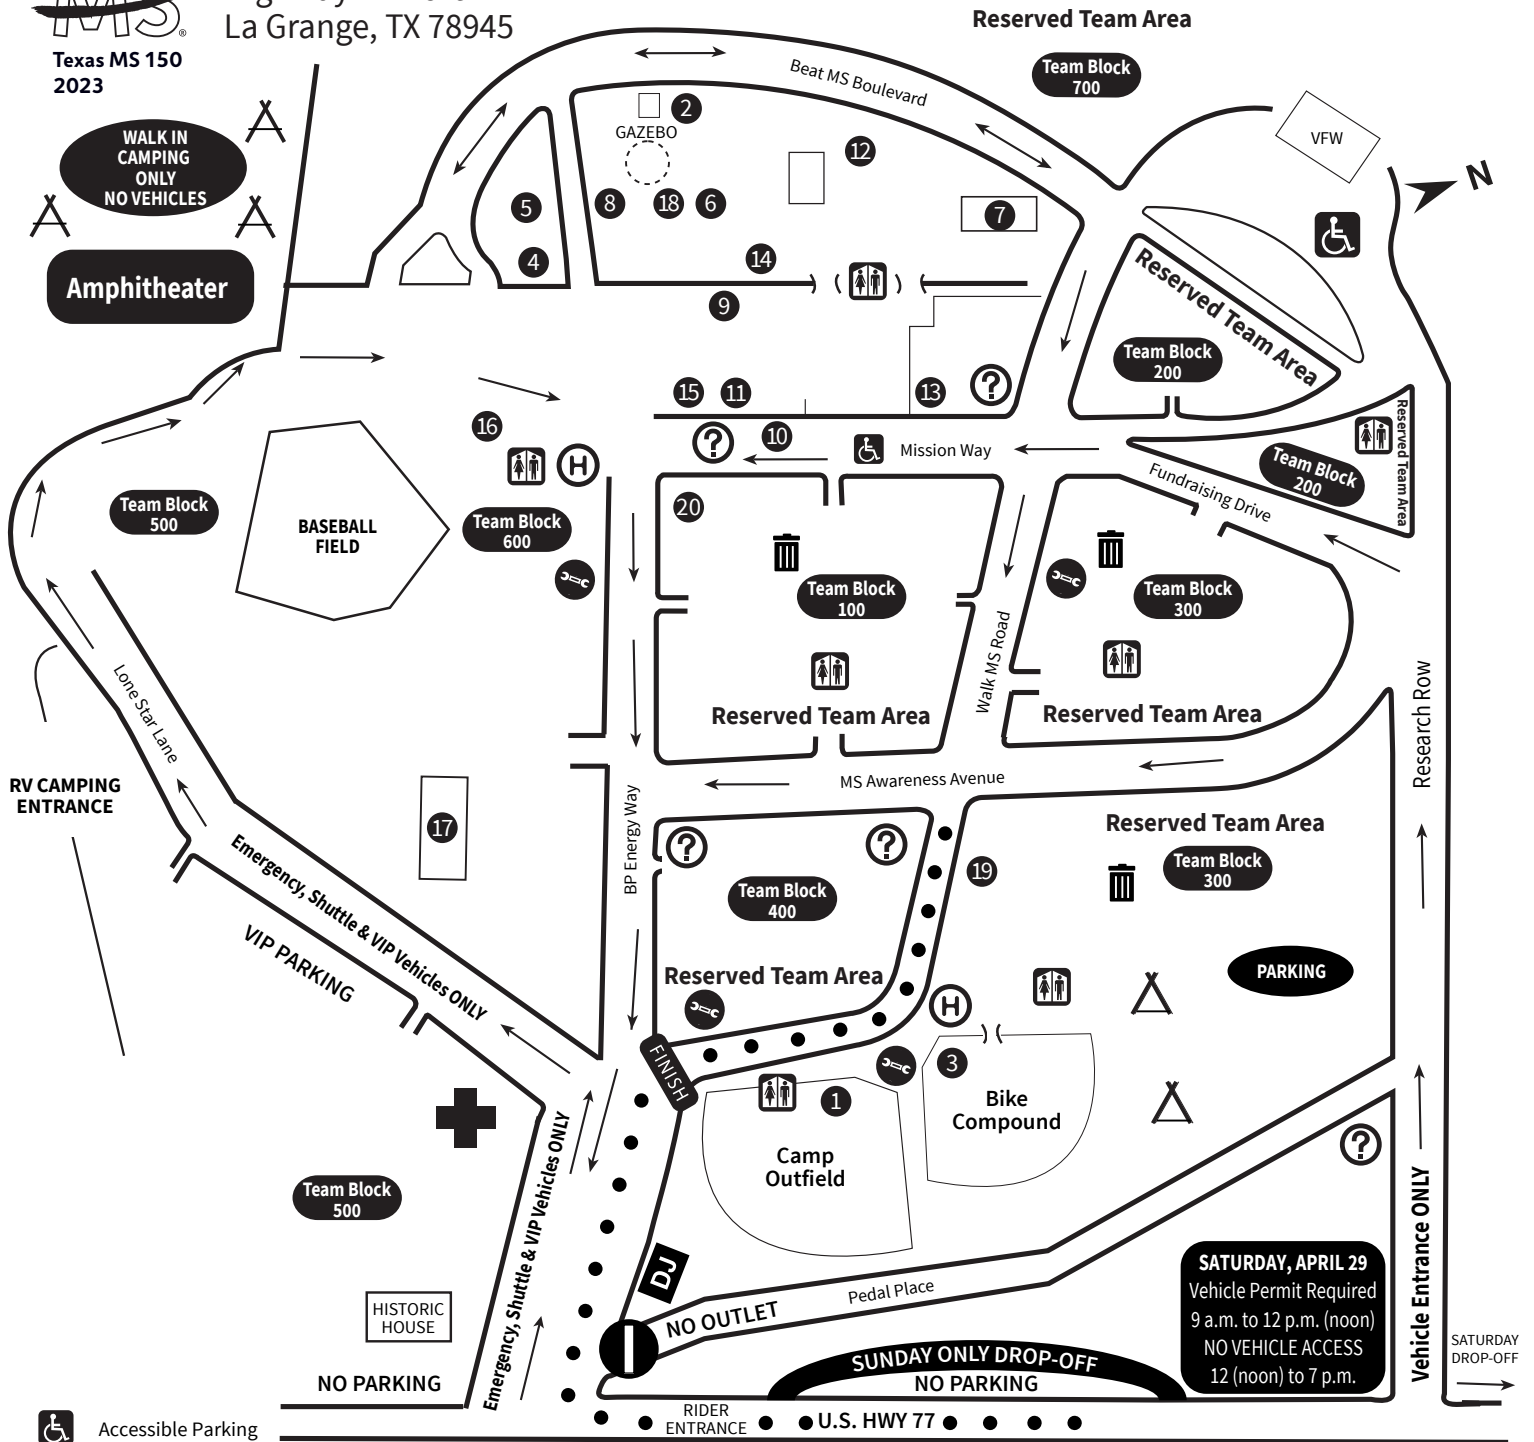 MS
La Grange, TX 78945
Texas MS 150
2023
Reserved Team Area
Team Block
700
Beat MS Boulevard
WALK IN
CAMPING
ONLY
NO VEHICLES
Amphitheater
2
GAZEBO
12
VFW
N
5
8
18
6
7
4
14
9
Reserved Team Area
Team Block
200
15
11
13
?
16
?
10
Mission Way
H
Reserved Team Area
Team Block
200
Fundraising Drive
Team Block
500
BASEBALL
FIELD
Team Block
600
20
Team Block
100
Team Block
300
Walk MS Road
Reserved Team Area
Reserved Team Area
Lone Star Lane
Research Row
RV CAMPING
ENTRANCE
MS Awareness Avenue
17
BP Energy Way
?
?
Reserved Team Area
Team Block
300
19
Team Block
400
Emergency, Shuttle & VIP Vehicles ONLY
VIP PARKING
Reserved Team Area
PARKING
H
FINISH
3
1
Bike
Compound
Camp
Outfield
?
Team Block
500
Emergency, Shuttle & VIP Vehicles ONLY
DJ
Vehicle Entrance ONLY
SATURDAY, APRIL 29
Vehicle Permit Required
9 a.m. to 12 p.m. (noon)
NO VEHICLE ACCESS
12 (noon) to 7 p.m.
HISTORIC
HOUSE
NO OUTLET
Pedal Place
SATURDAY
DROP-OFF
SUNDAY ONLY DROP-OFF
NO PARKING
NO PARKING
RIDER
ENTRANCE
U.S. HWY 77
Accessible Parking